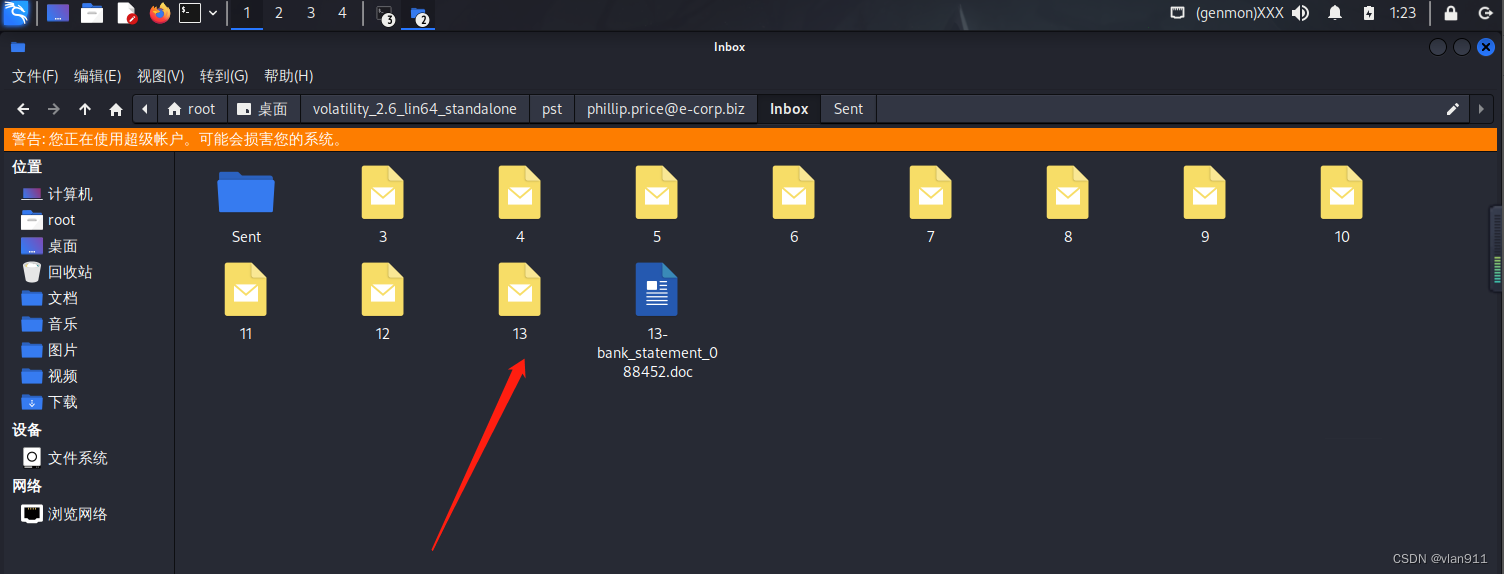 1 2 3 4 3 2 (genmon)XXX 1:23
Inbox
文件(F) 编辑(E) 视图(V) 转到(G) 帮助(H)
root 桌面 volatility_2.6_lin64_standalone pst phillip.price@e-corp.biz Inbox Sent
警告: 您正在使用超级帐户。可能会损害您的系统。
位置
计算机
root
桌面
回收站
文档
音乐
图片
视频
下载
设备
文件系统
网络
浏览网络
Sent 3 4 5 6 7 8 9 10
11 12 13 13-
bank_statement_0
88452.doc
CSDN @vlan911